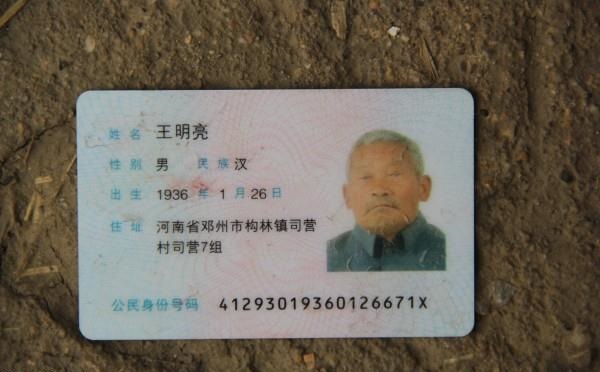 姓名 王明亮
性别 男 民族 汉
出生 1936 年 1 月 26 日
住址 河南省邓州市构林镇司营
村司营7组
公民身份号码 41293019360126671X